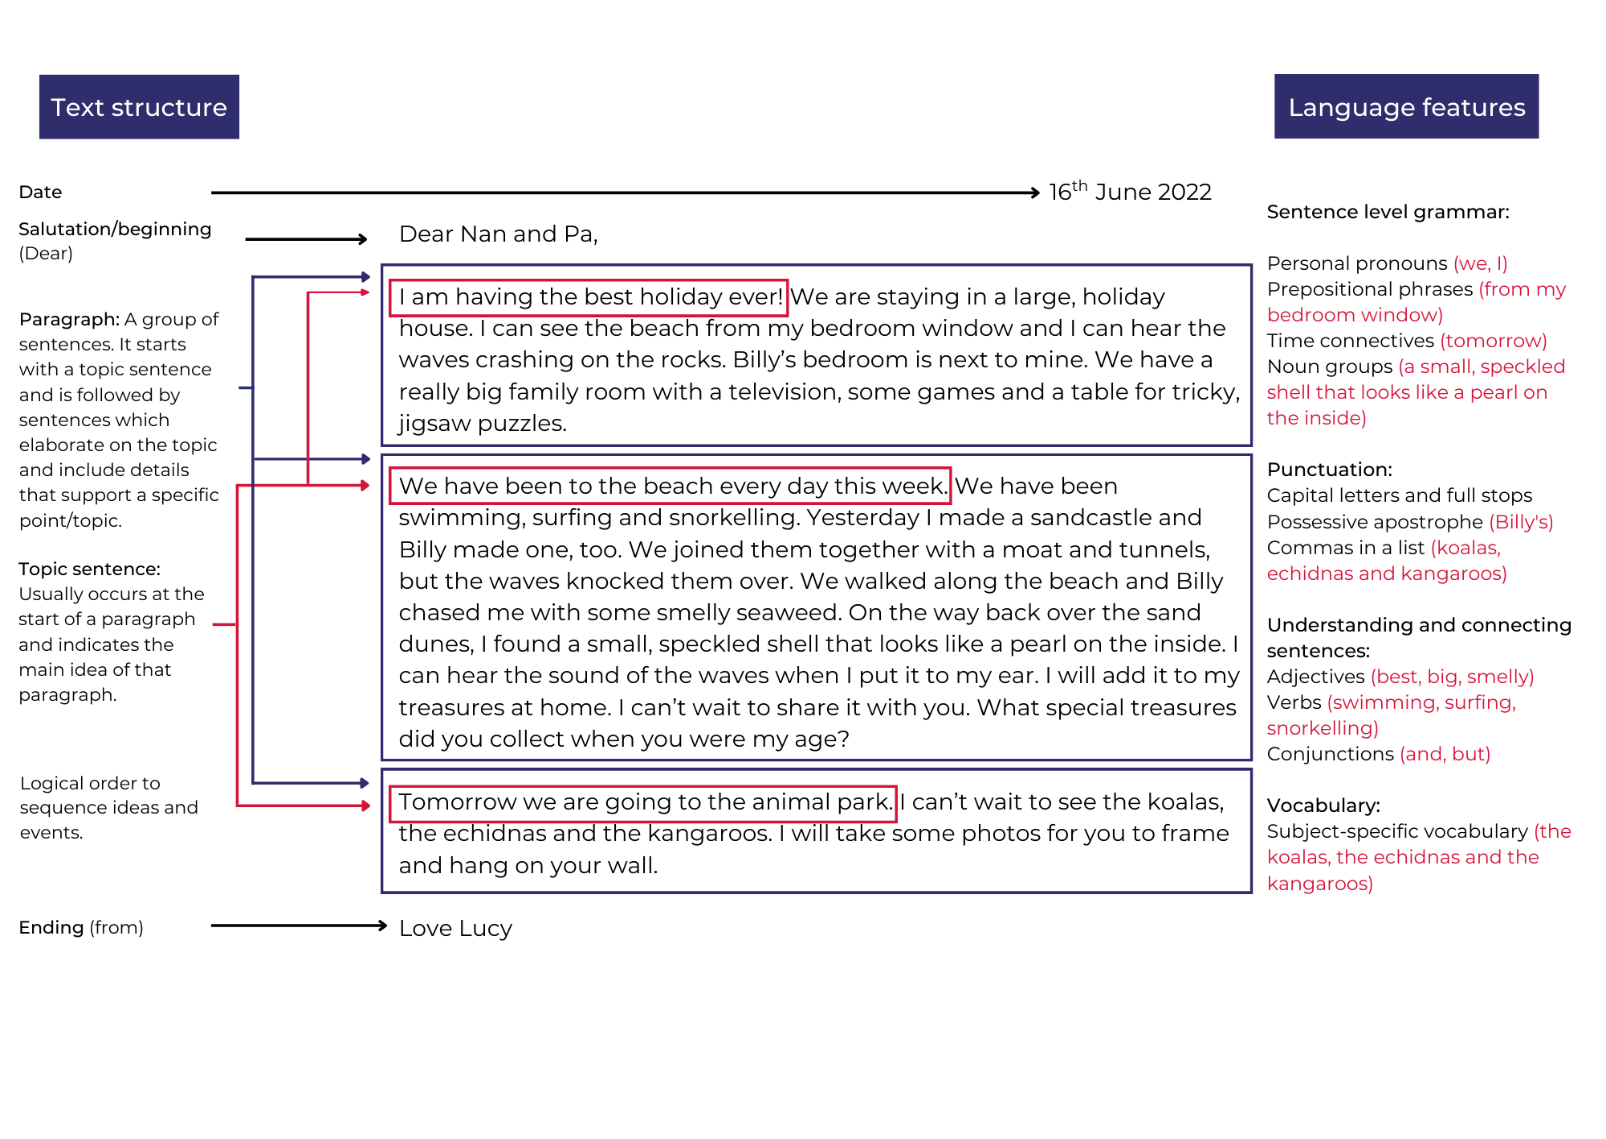 Text structure
Language features
Date
16th June 2022
Salutation/beginning
(Dear)
Dear Nan and Pa,
Paragraph: A group of
sentences. It starts
with a topic sentence
and is followed by
sentences which
elaborate on the topic
and include details
that support a specific
point/topic.
Topic sentence:
Usually occurs at the
start of a paragraph
and indicates the
main idea of that
paragraph.
Logical order to
sequence ideas and
events.
Ending (from)
I am having the best holiday ever! We are staying in a large, holiday
house. I can see the beach from my bedroom window and I can hear the
waves crashing on the rocks. Billy’s bedroom is next to mine. We have a
really big family room with a television, some games and a table for tricky,
jigsaw puzzles.
We have been to the beach every day this week. We have been
swimming, surfing and snorkelling. Yesterday I made a sandcastle and
Billy made one, too. We joined them together with a moat and tunnels,
but the waves knocked them over. We walked along the beach and Billy
chased me with some smelly seaweed. On the way back over the sand
dunes, I found a small, speckled shell that looks like a pearl on the inside. I
can hear the sound of the waves when I put it to my ear. I will add it to my
treasures at home. I can’t wait to share it with you. What special treasures
did you collect when you were my age?
Tomorrow we are going to the animal park. I can’t wait to see the koalas,
the echidnas and the kangaroos. I will take some photos for you to frame
and hang on your wall.
Love Lucy
Sentence level grammar:
Personal pronouns (we, I)
Prepositional phrases (from my
bedroom window)
Time connectives (tomorrow)
Noun groups (a small, speckled
shell that looks like a pearl on
the inside)
Punctuation:
Capital letters and full stops
Possessive apostrophe (Billy's)
Commas in a list (koalas,
echidnas and kangaroos)
Understanding and connecting
sentences:
Adjectives (best, big, smelly)
Verbs (swimming, surfing,
snorkelling)
Conjunctions (and, but)
Vocabulary:
Subject-specific vocabulary (the
koalas, the echidnas and the
kangaroos)